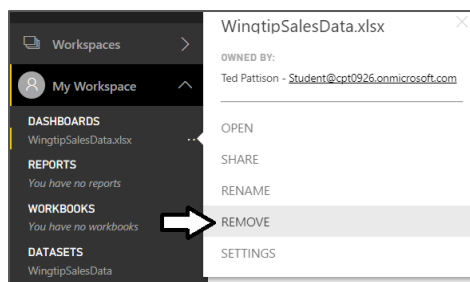 Workspaces
My Workspace
DASHBOARDS
WingtipSalesData.xlsx
REPORTS
You have no reports
WORKBOOKS
You have no workbooks
DATASETS
WingtipSalesData
WingtipSalesData.xlsx
OWNED BY:
Ted Pattison - Student@cpt0926.onmicrosoft.com
OPEN
SHARE
RENAME
REMOVE
SETTINGS